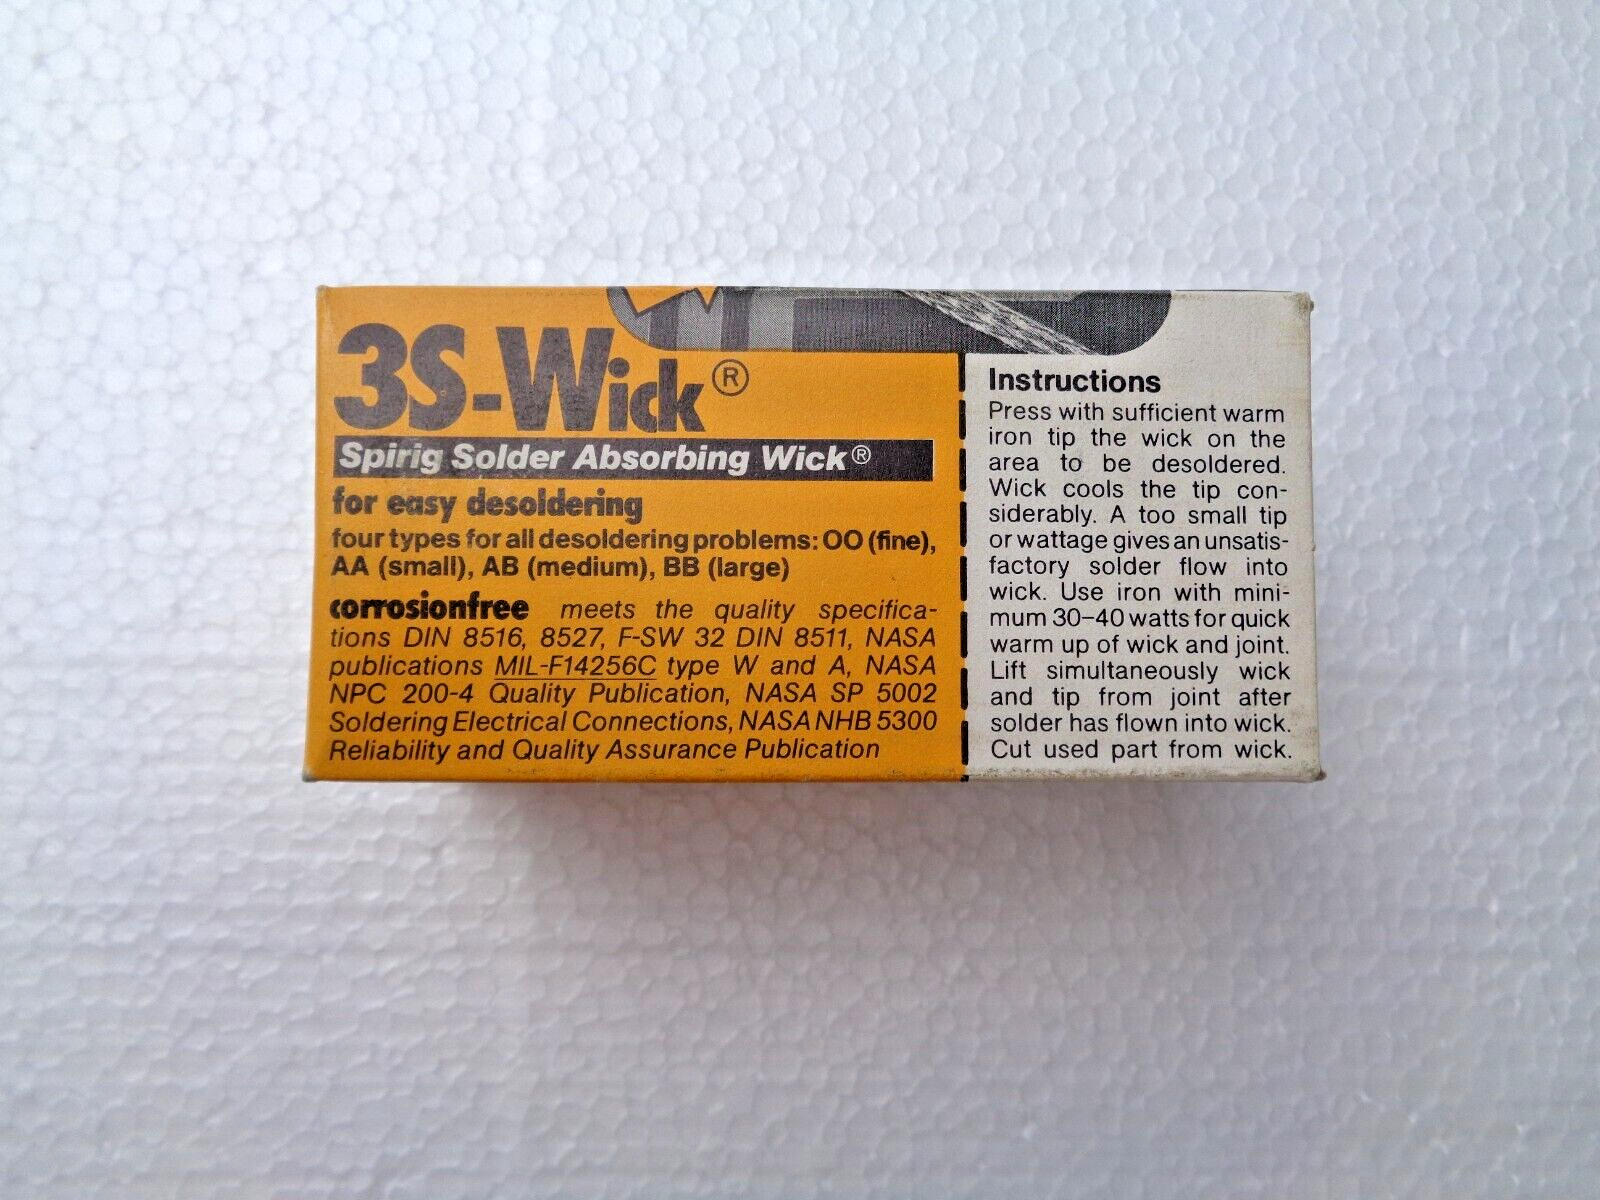 3S-Wick®
Spirig Solder Absorbing Wick®
for easy desoldering
four types for all desoldering problems: OO (fine),
AA (small), AB (medium), BB (large)
corrosionfree meets the quality specifica-
tions DIN 8516, 8527, F-SW 32 DIN 8511, NASA
publications MIL-F14256C type W and A, NASA
NPC 200-4 Quality Publication, NASA SP 5002
Soldering Electrical Connections, NASA NHB 5300
Reliability and Quality Assurance Publication
Instructions
Press with sufficient warm
iron tip the wick on the
area to be desoldered.
Wick cools the tip con-
siderably. A too small tip
or wattage gives an unsatis-
factory solder flow into
wick. Use iron with mini-
mum 30–40 watts for quick
warm up of wick and joint.
Lift simultaneously wick
and tip from joint after
solder has flown into wick.
Cut used part from wick.